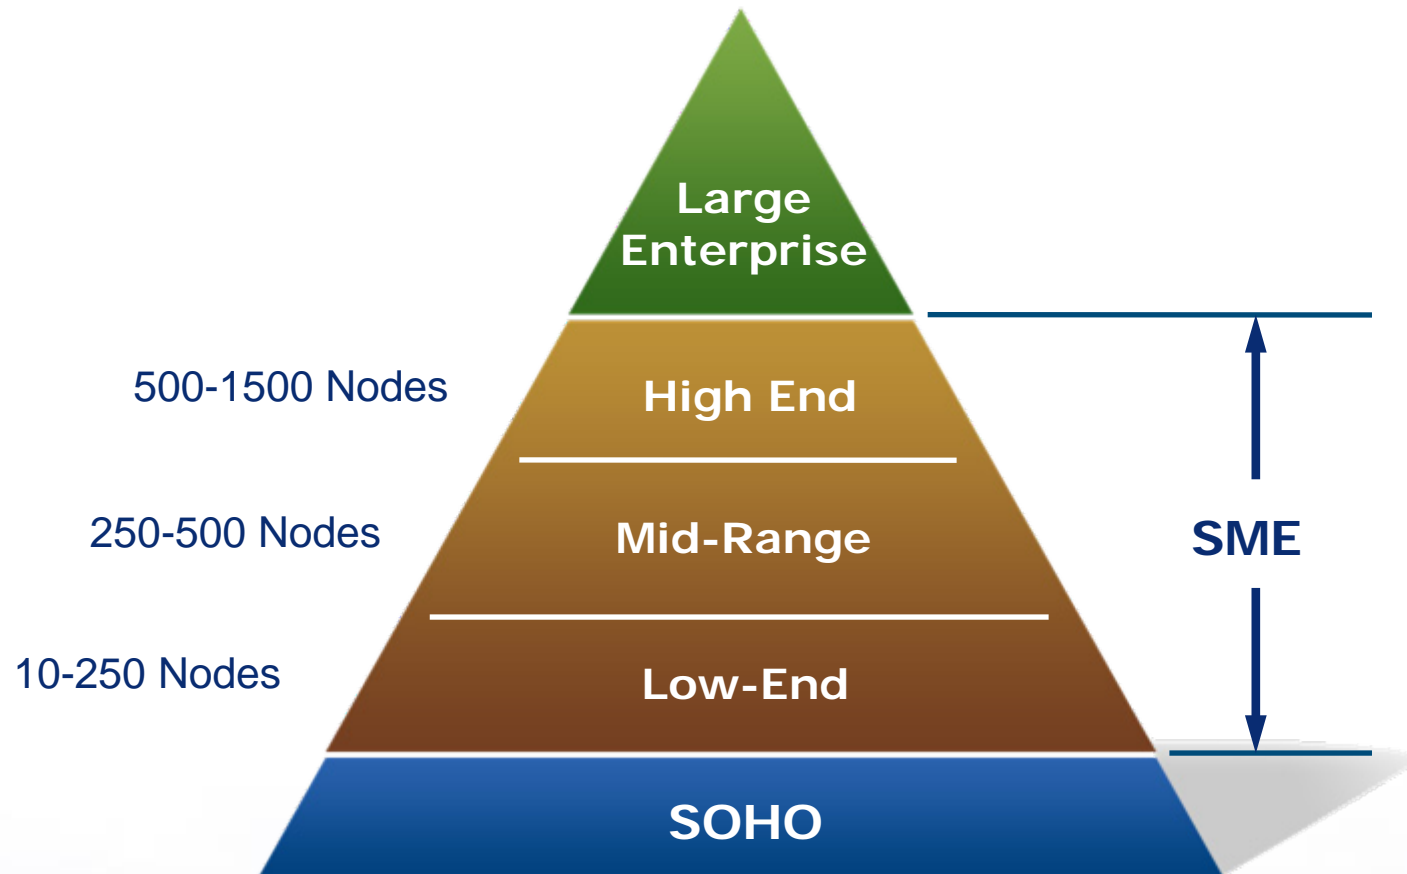 Large
Enterprise
500-1500 Nodes
High End
250-500 Nodes
Mid-Range
SME
10-250 Nodes
Low-End
SOHO